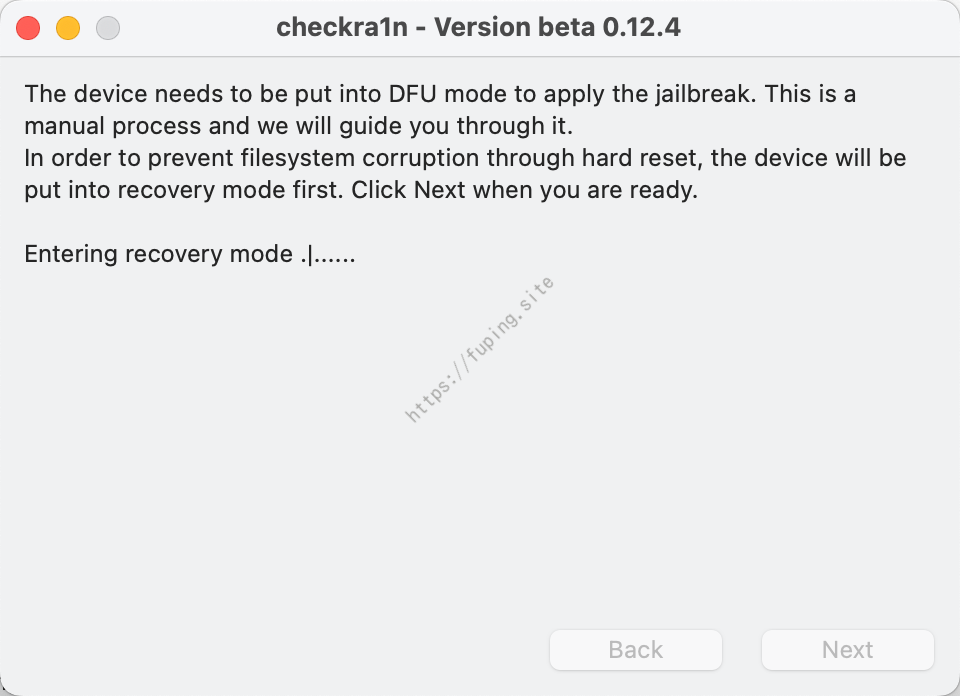 checkra1n - Version beta 0.12.4
The device needs to be put into DFU mode to apply the jailbreak. This is a
manual process and we will guide you through it.
In order to prevent filesystem corruption through hard reset, the device will be
put into recovery mode first. Click Next when you are ready.
Entering recovery mode .|......
https://fuping.site
Back
Next